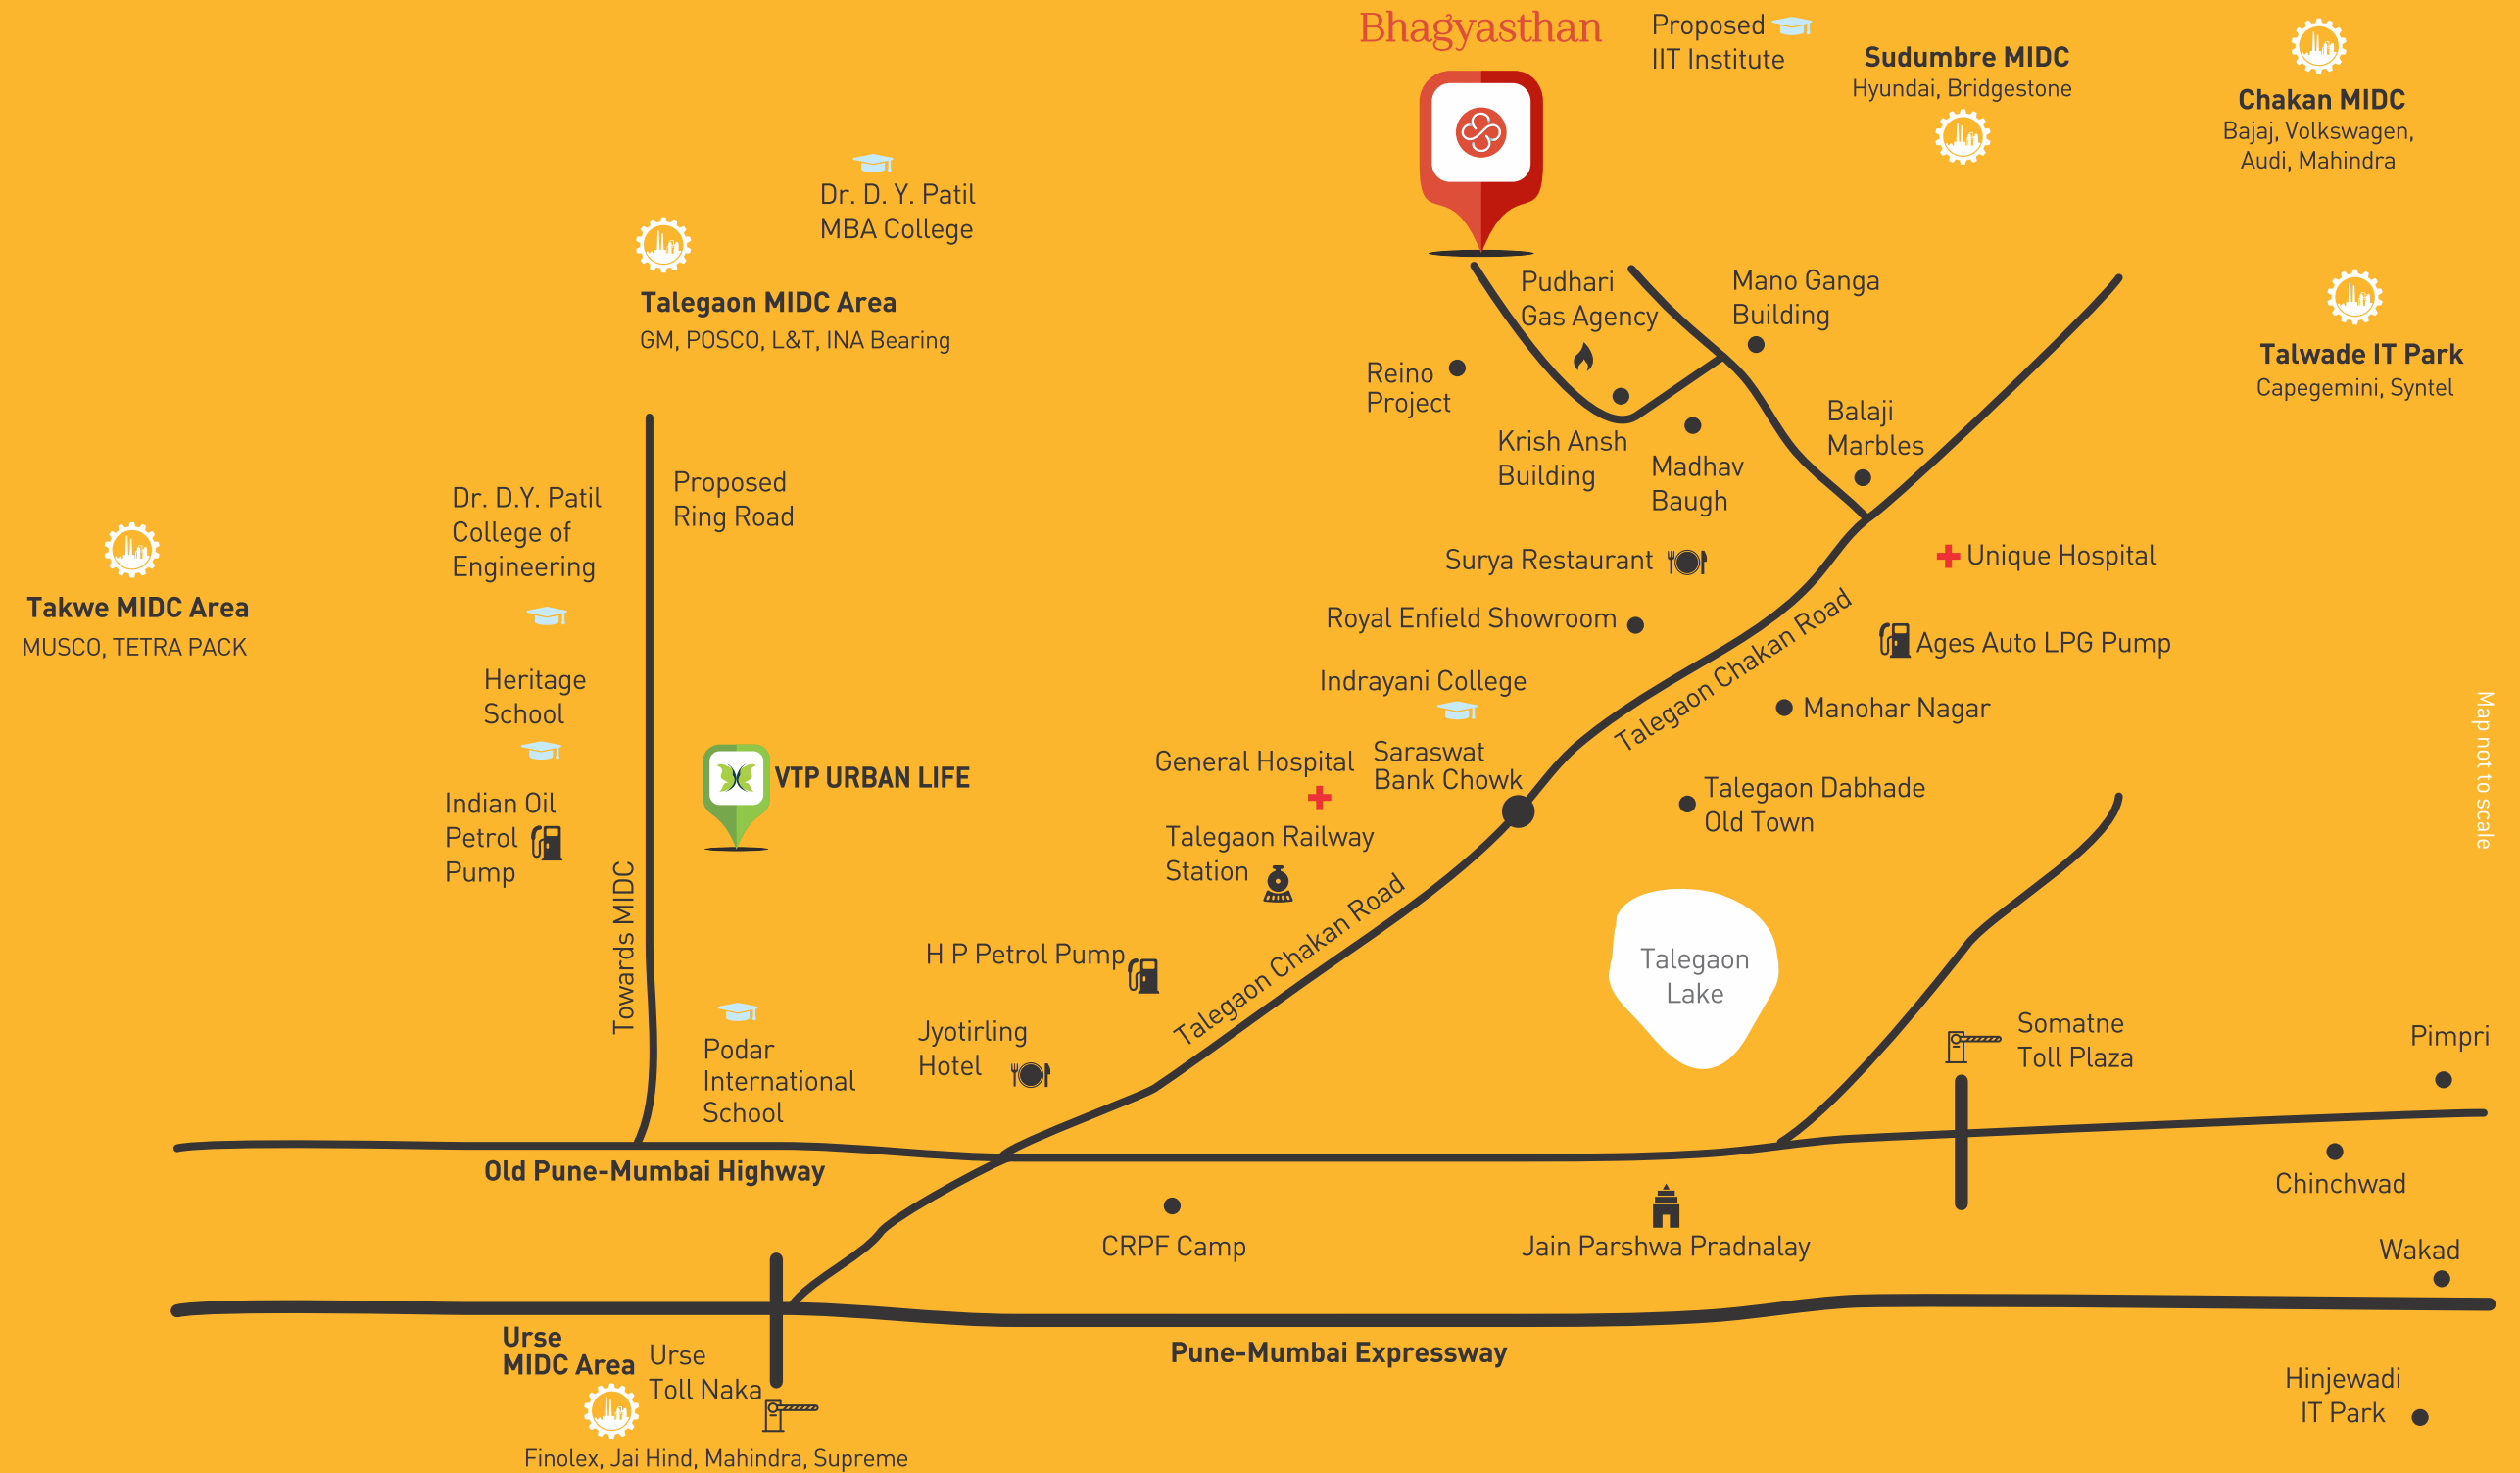 Bhagyasthan
Proposed
IIT Institute
Sudumbre MIDC
Hyundai, Bridgestone
Chakan MIDC
Bajaj, Volkswagen,
Audi, Mahindra
Dr. D. Y. Patil
MBA College
Talegaon MIDC Area
GM, POSCO, L&T, INA Bearing
Pudhari
Gas Agency
Mano Ganga
Building
Talwade IT Park
Capegemini, Syntel
Reino
Project
Krish Ansh
Building
Madhav
Baugh
Balaji
Marbles
Proposed
Ring Road
Dr. D.Y. Patil
College of
Engineering
Takwe MIDC Area
MUSCO, TETRA PACK
Surya Restaurant
Unique Hospital
Royal Enfield Showroom
Talegaon Chakan Road
Ages Auto LPG Pump
Heritage
School
Indrayani College
Manohar Nagar
Map not to scale
VTP URBAN LIFE
General Hospital
Saraswat
Bank Chowk
Talegaon Dabhade
Old Town
Indian Oil
Petrol
Pump
Talegaon Railway
Station
Towards MIDC
H P Petrol Pump
Talegaon Chakan Road
Talegaon
Lake
Jyotirling
Hotel
Podar
International
School
Somatne
Toll Plaza
Pimpri
Old Pune-Mumbai Highway
Chinchwad
CRPF Camp
Jain Parshwa Pradnalay
Wakad
Urse
MIDC Area
Urse
Toll Naka
Pune-Mumbai Expressway
Hinjewadi
IT Park
Finolex, Jai Hind, Mahindra, Supreme